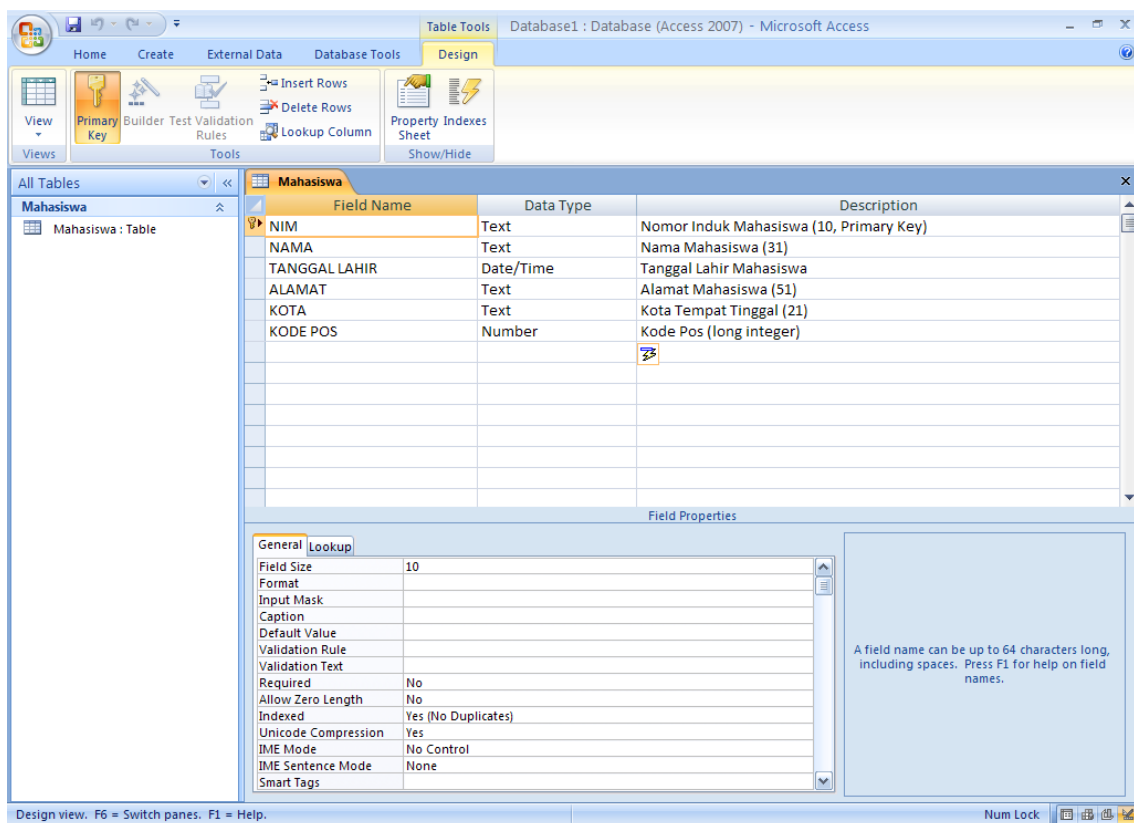 Table Tools Database1 : Database (Access 2007) - Microsoft Access
Home Create External Data Database Tools Design
View
Primary Key
Builder
Test Validation Rules
Insert Rows
Delete Rows
Lookup Column
Property Sheet
Indexes
Views Tools Show/Hide
All Tables
Mahasiswa
Mahasiswa : Table
Mahasiswa
Field Name Data Type Description
NIM Text Nomor Induk Mahasiswa (10, Primary Key)
NAMA Text Nama Mahasiswa (31)
TANGGAL LAHIR Date/Time Tanggal Lahir Mahasiswa
ALAMAT Text Alamat Mahasiswa (51)
KOTA Text Kota Tempat Tinggal (21)
KODE POS Number Kode Pos (long integer)
Field Properties
General Lookup
Field Size 10
Format
Input Mask
Caption
Default Value
Validation Rule
Validation Text
Required No
Allow Zero Length No
Indexed Yes (No Duplicates)
Unicode Compression Yes
IME Mode No Control
IME Sentence Mode None
Smart Tags
A field name can be up to 64 characters long,
including spaces. Press F1 for help on field
names.
Design view. F6 = Switch panes. F1 = Help. Num Lock